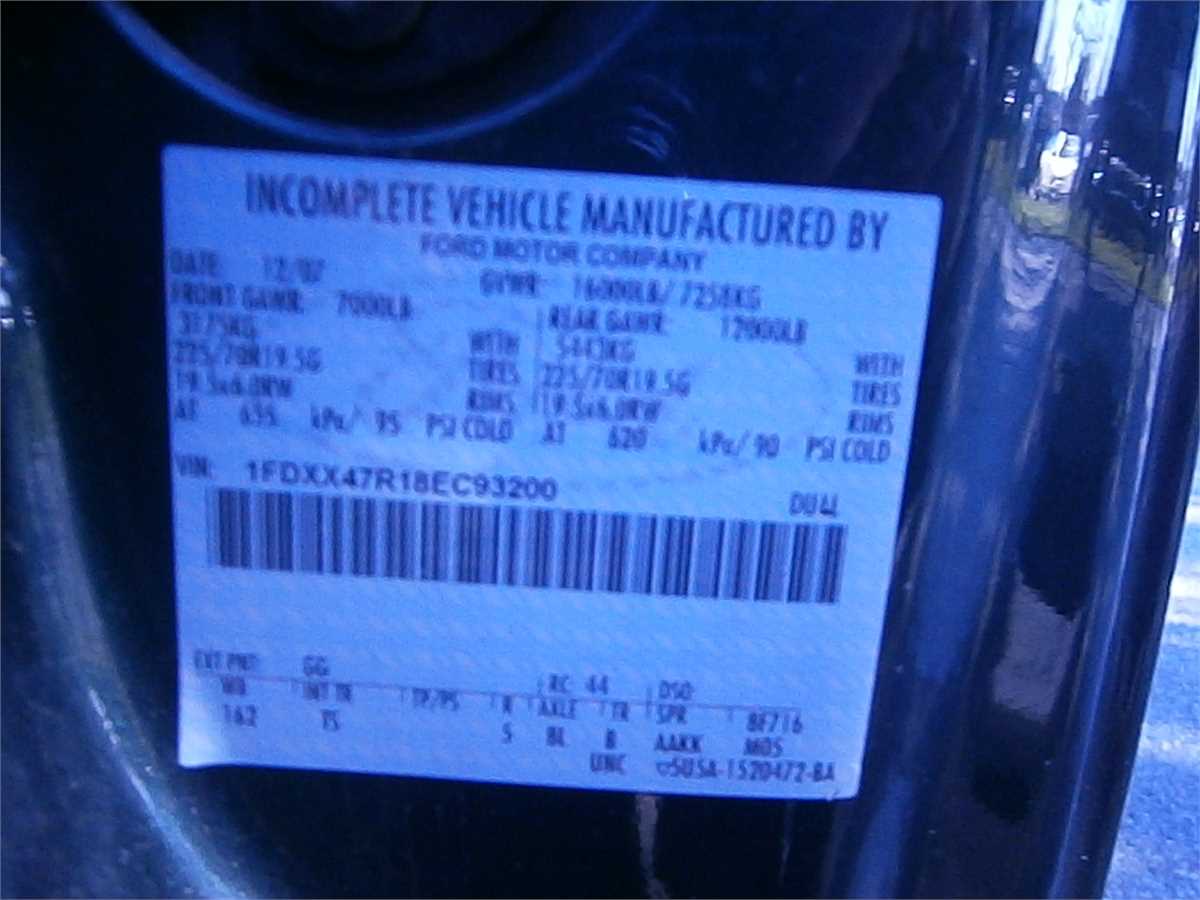 INCOMPLETE VEHICLE MANUFACTURED BY
FORD MOTOR COMPANY
DATE: 12/07 GVWR: 16000LB/ 7258KG
FRONT GAWR: 7000LB REAR GAWR: 12000LB
3175KG WITH 5443KG WITH
225/70R19.5G TIRES 225/70R19.5G TIRES
19.5x6.0RW RIMS 19.5x6.0RW RIMS
AT 655 kPa/ 95 PSI COLD AT 620 kPa/ 90 PSI COLD
VIN: 1FDXX47R18EC93200 DUAL
EXT PNT: GG RC: 44 DSO:
WB INT TR TP/PS R AXLE TR SPR 8F716
162 YS 5 BL B AAKK M05
UNC 5U5A-1520472-BA